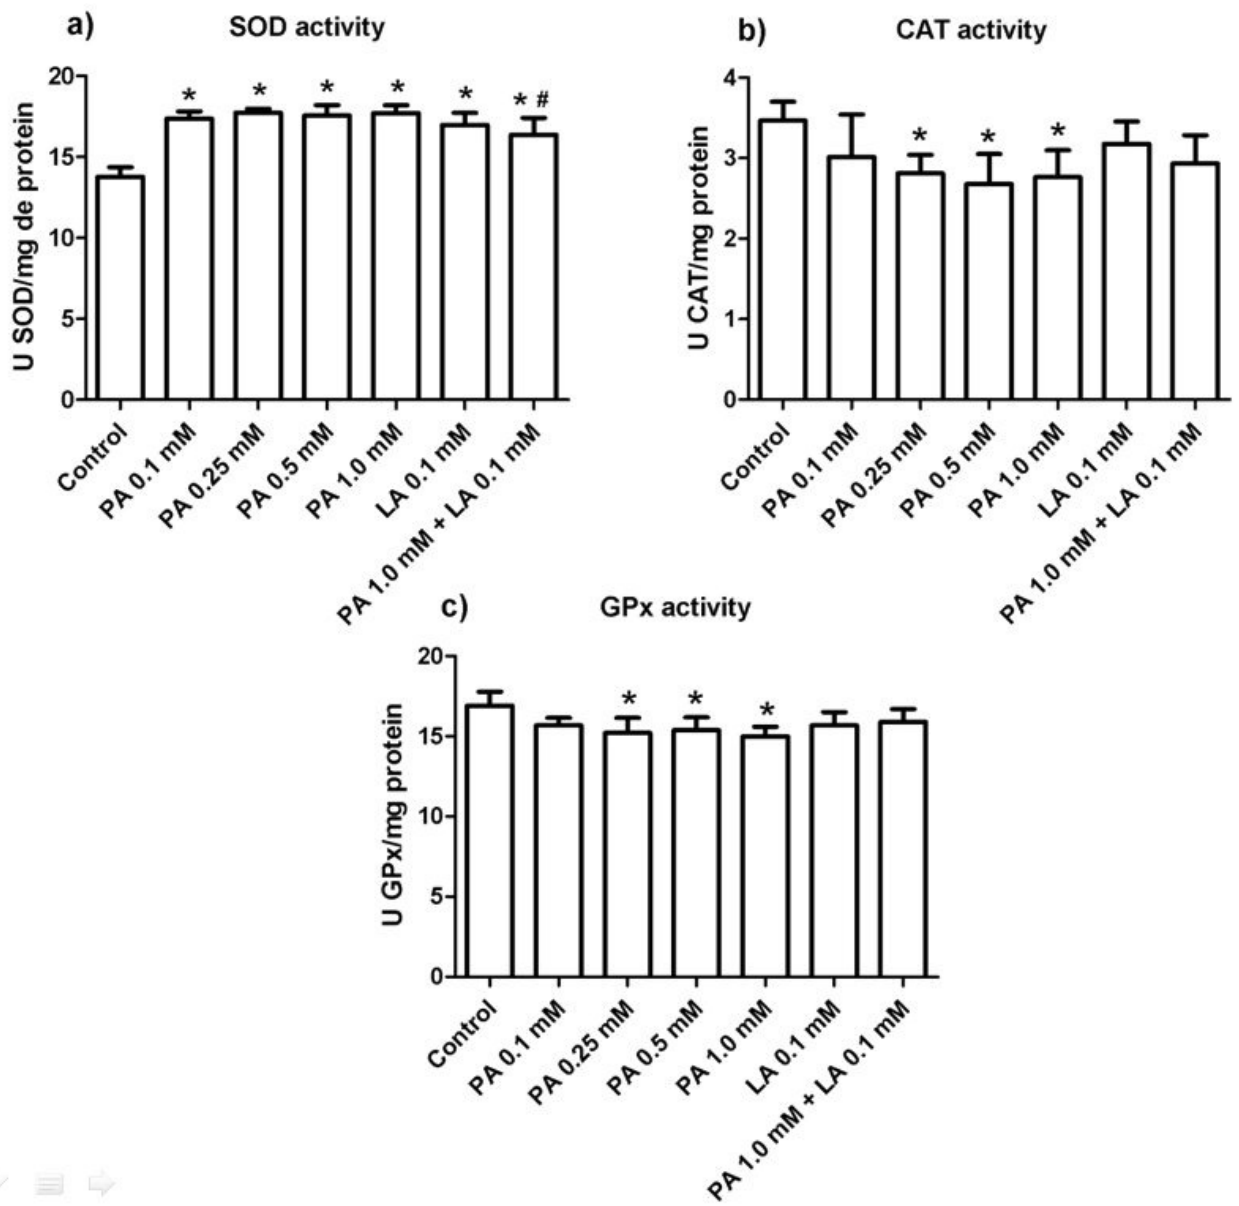 a)
SOD activity
U SOD/mg de protein
20
15
10
5
0
* * * * * * #
Control
PA 0.1 mM
PA 0.25 mM
PA 0.5 mM
PA 1.0 mM
LA 0.1 mM
PA 1.0 mM + LA 0.1 mM
b)
CAT activity
U CAT/mg protein
4
3
2
1
0
* * *
Control
PA 0.1 mM
PA 0.25 mM
PA 0.5 mM
PA 1.0 mM
LA 0.1 mM
PA 1.0 mM + LA 0.1 mM
c)
GPx activity
U GPx/mg protein
20
15
10
5
0
* * *
Control
PA 0.1 mM
PA 0.25 mM
PA 0.5 mM
PA 1.0 mM
LA 0.1 mM
PA 1.0 mM + LA 0.1 mM